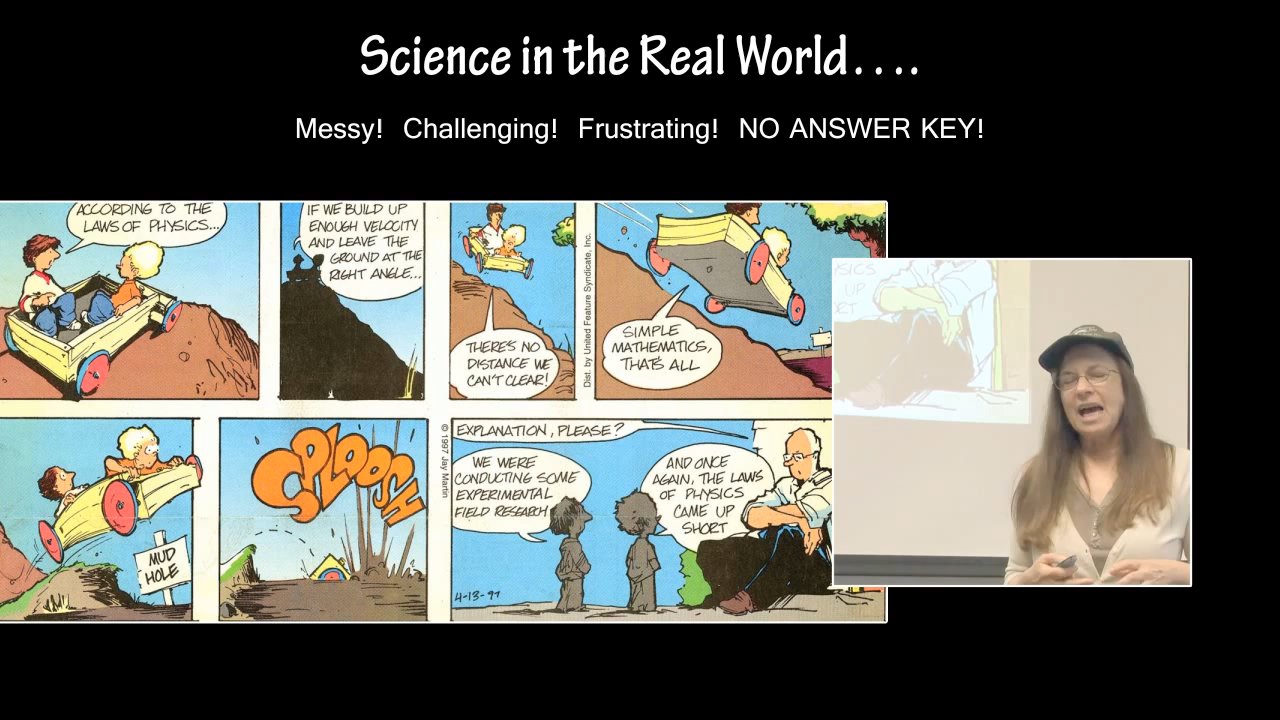 Science in the Real World....
Messy! Challenging! Frustrating! NO ANSWER KEY!
ACCORDING TO THE
LAWS OF PHYSICS...
IF WE BUILD UP
ENOUGH VELOCITY
AND LEAVE THE
GROUND AT THE
RIGHT ANGLE...
THERE'S NO
DISTANCE WE
CAN'T CLEAR!
Dist. by United Feature Syndicate, Inc.
SIMPLE
MATHEMATICS,
THAT'S ALL
MUD
HOLE
SPLOOSH
© 1997 Jay Martin
EXPLANATION, PLEASE?
WE WERE
CONDUCTING SOME
EXPERIMENTAL
FIELD RESEARCH
AND ONCE
AGAIN, THE LAWS
OF PHYSICS
CAME UP
SHORT
4-13-97
YSICS
UP
ORT